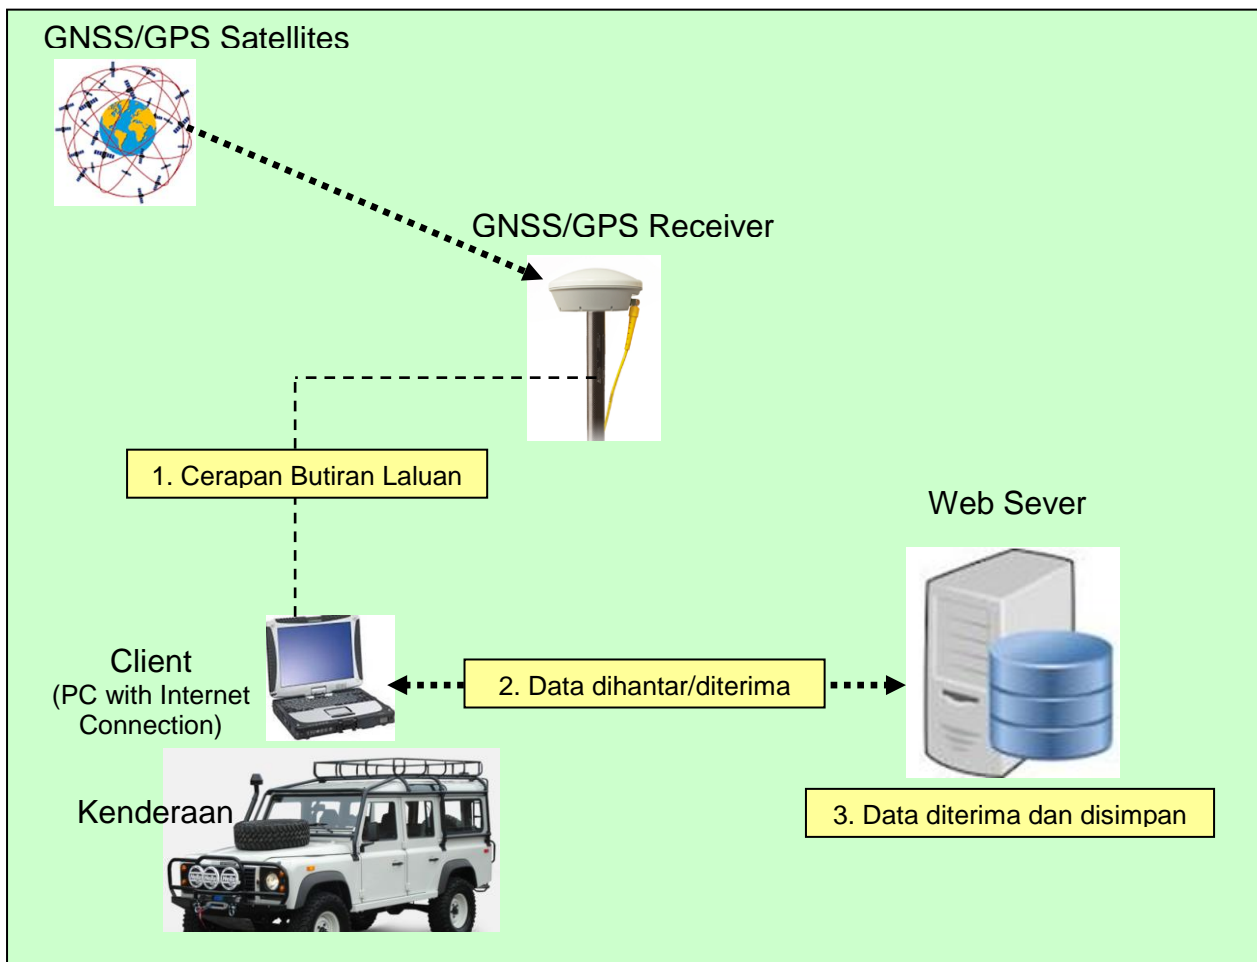 GNSS/GPS Satellites
GNSS/GPS Receiver
1. Cerapan Butiran Laluan
Web Sever
Client
(PC with Internet
Connection)
2. Data dihantar/diterima
Kenderaan
3. Data diterima dan disimpan